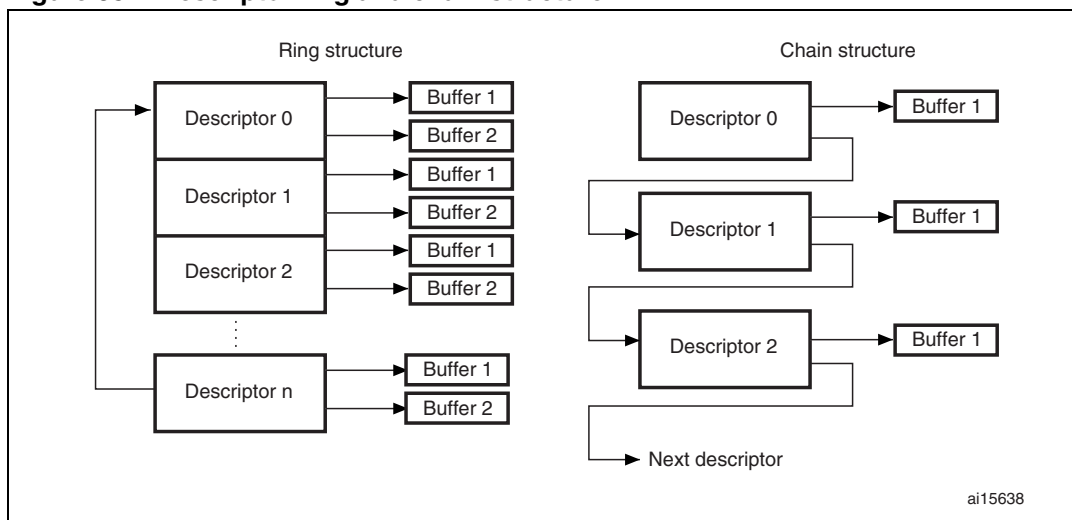 Ring structure
Descriptor 0
Buffer 1
Buffer 2
Descriptor 1
Buffer 1
Buffer 2
Descriptor 2
Buffer 1
Buffer 2
Descriptor n
Buffer 1
Buffer 2
Chain structure
Descriptor 0
Buffer 1
Descriptor 1
Buffer 1
Descriptor 2
Buffer 1
Next descriptor
ai15638